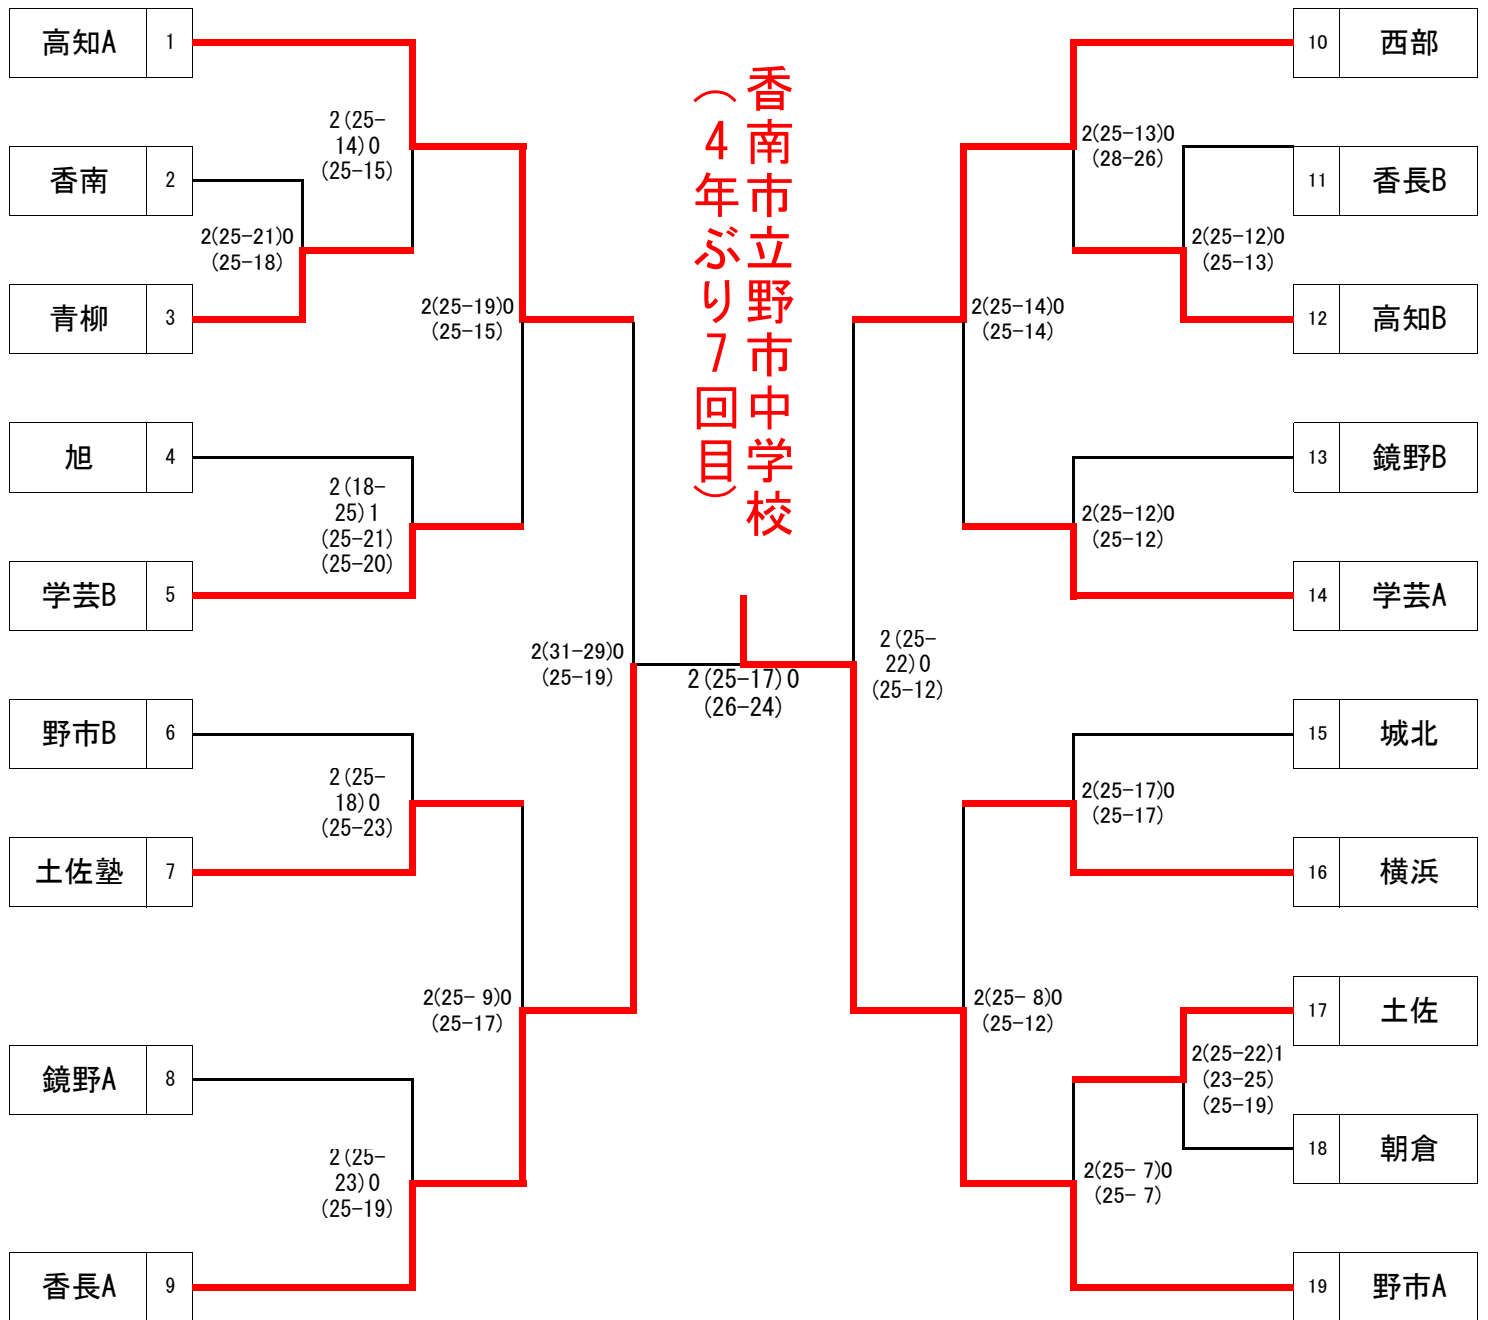 高知A 1
香南 2
青柳 3
旭 4
学芸B 5
野市B 6
土佐塾 7
鏡野A 8
香長A 9
2(25-
14)0
(25-15)
2(25-21)0
(25-18)
2(25-19)0
(25-15)
2(18-
25)1
(25-21)
(25-20)
2(31-29)0
(25-19)
2(25-
18)0
(25-23)
2(25- 9)0
(25-17)
2(25-
23)0
(25-19)
香南市立野市中学校
(4年ぶり7回目)
2(25-17)0
(26-24)
2(25-13)0
(28-26)
2(25-12)0
(25-13)
2(25-14)0
(25-14)
2(25-12)0
(25-12)
2(25-
22)0
(25-12)
2(25-17)0
(25-17)
2(25- 8)0
(25-12)
2(25-22)1
(23-25)
(25-19)
2(25- 7)0
(25- 7)
10 西部
11 香長B
12 高知B
13 鏡野B
14 学芸A
15 城北
16 横浜
17 土佐
18 朝倉
19 野市A